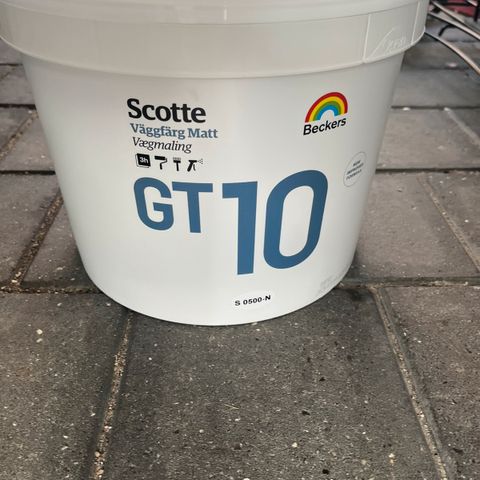 Scotte
Väggfärg Matt
Vægmaling
3h
Beckers
GT10
S 0500-N